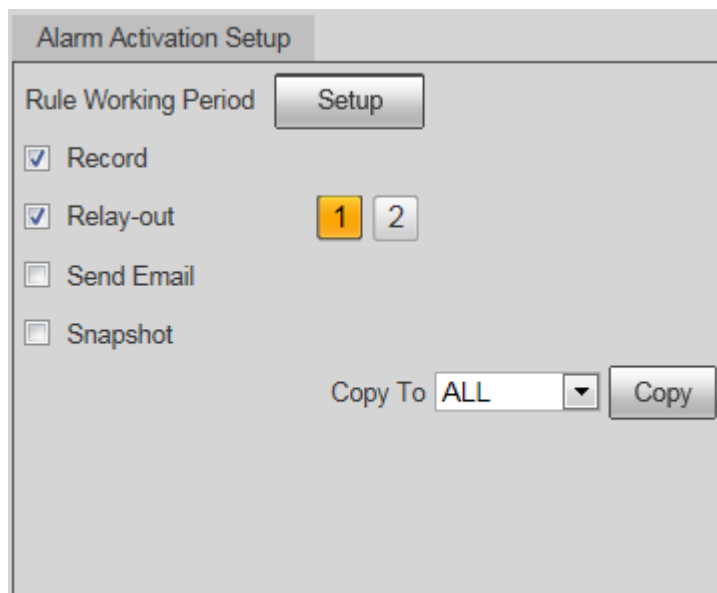 Alarm Activation Setup
Rule Working Period Setup
Record
Relay-out 1 2
Send Email
Snapshot
Copy To ALL Copy